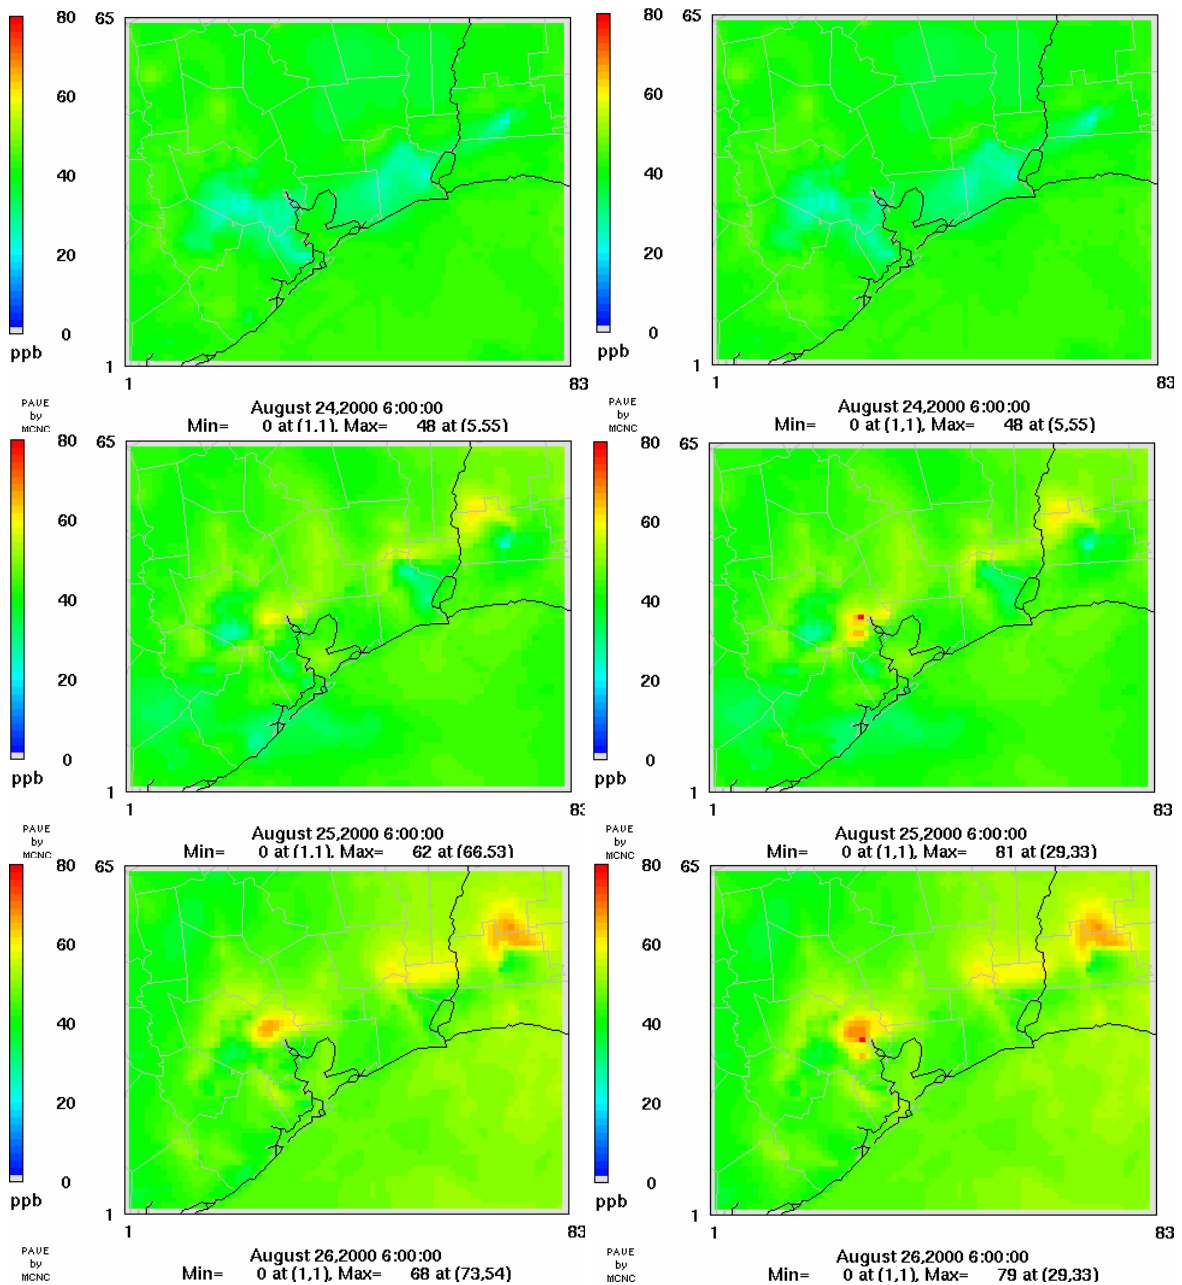 80 65 80 65
60 60
40 40
20 20
0 0
ppb 1 ppb 1
1 83 1 83
PAVE by MCNC August 24,2000 6:00:00 PAVE by MCNC August 24,2000 6:00:00
Min= 0 at (1,1), Max= 48 at (5,55) Min= 0 at (1,1), Max= 48 at (5,55)
80 65 80 65
60 60
40 40
20 20
0 0
ppb 1 ppb 1
1 83 1 83
PAVE by MCNC August 25,2000 6:00:00 PAVE by MCNC August 25,2000 6:00:00
Min= 0 at (1,1), Max= 62 at (66,53) Min= 0 at (1,1), Max= 81 at (29,33)
80 65 80 65
60 60
40 40
20 20
0 0
ppb 1 ppb 1
1 83 1 83
PAVE by MCNC August 26,2000 6:00:00 PAVE by MCNC August 26,2000 6:00:00
Min= 0 at (1,1), Max= 68 at (73,54) Min= 0 at (1,1), Max= 79 at (29,33)